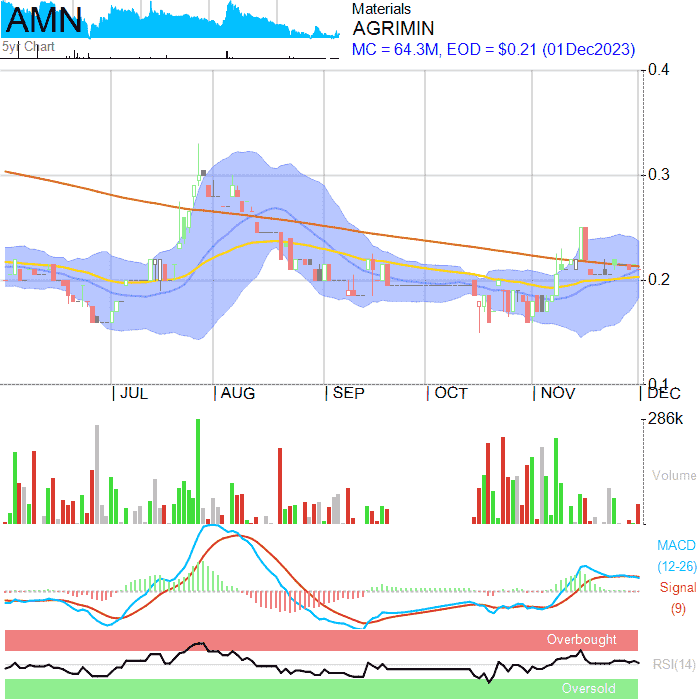 AMN
5yr Chart
Materials
AGRIMIN
MC = 64.3M, EOD = $0.21 (01Dec2023)
0.4
0.3
0.2
0.1
JUL AUG SEP OCT NOV DEC
286k
Volume
MACD
(12-26)
Signal
(9)
Overbought
RSI(14)
Oversold